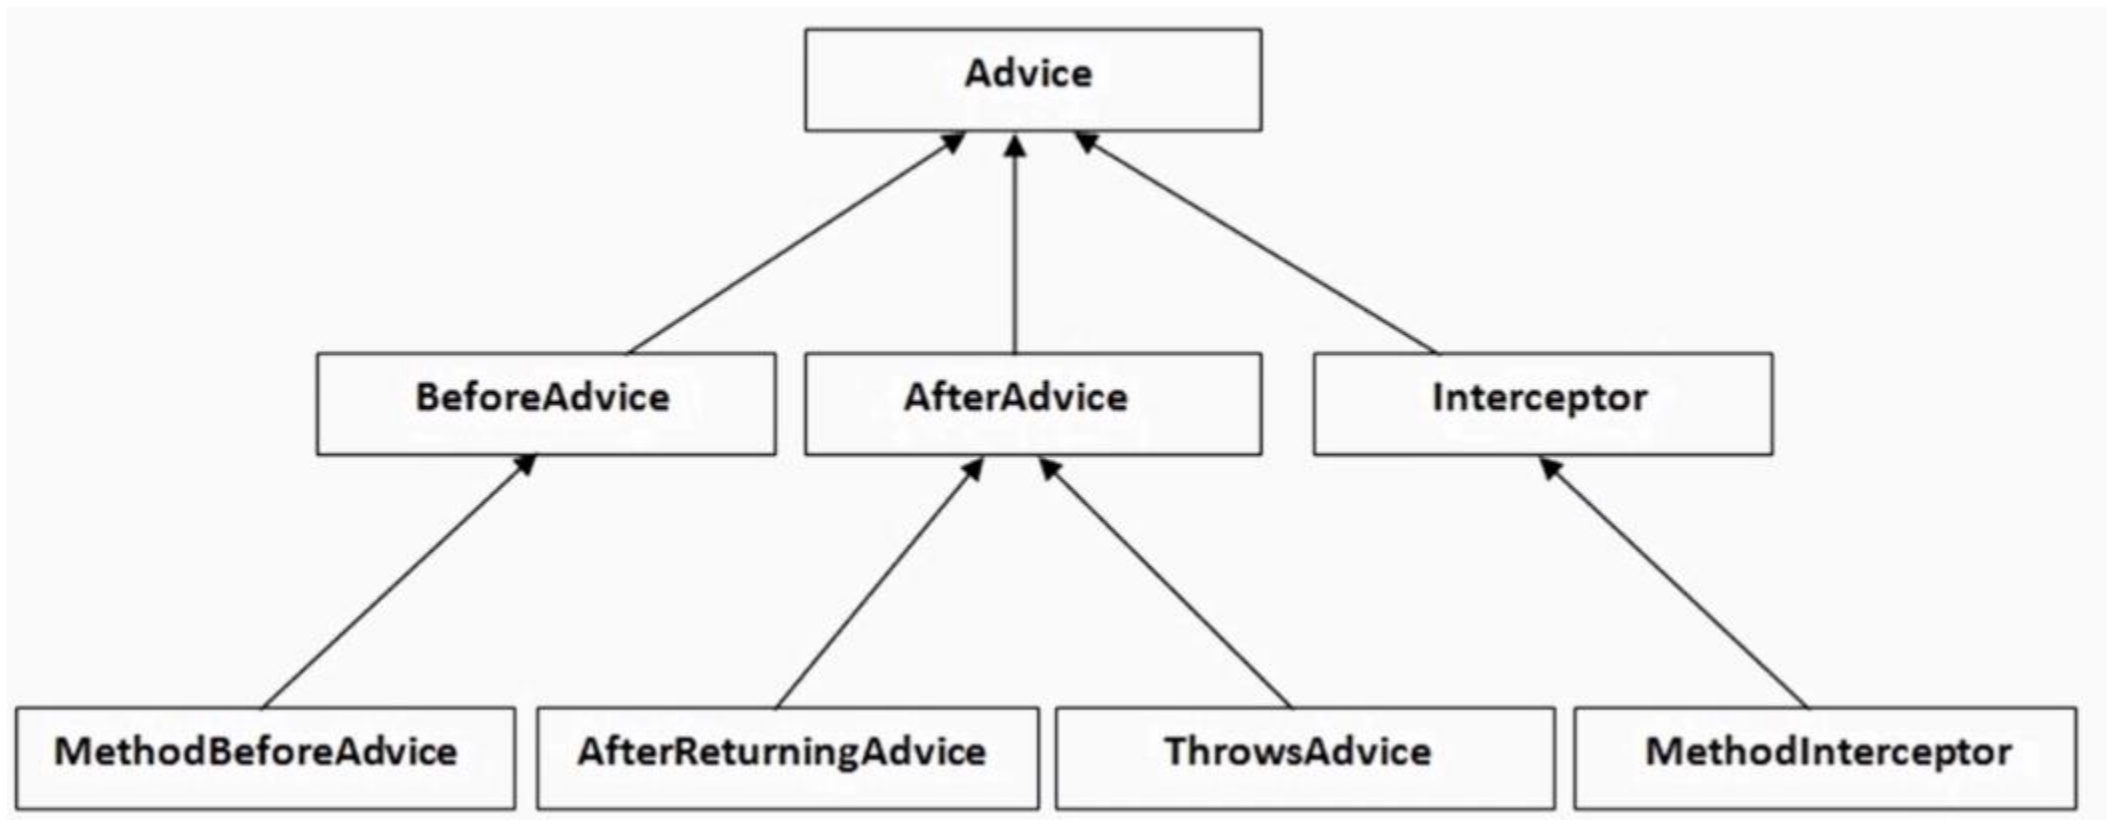 Advice
BeforeAdvice
AfterAdvice
Interceptor
MethodBeforeAdvice
AfterReturningAdvice
ThrowsAdvice
MethodInterceptor